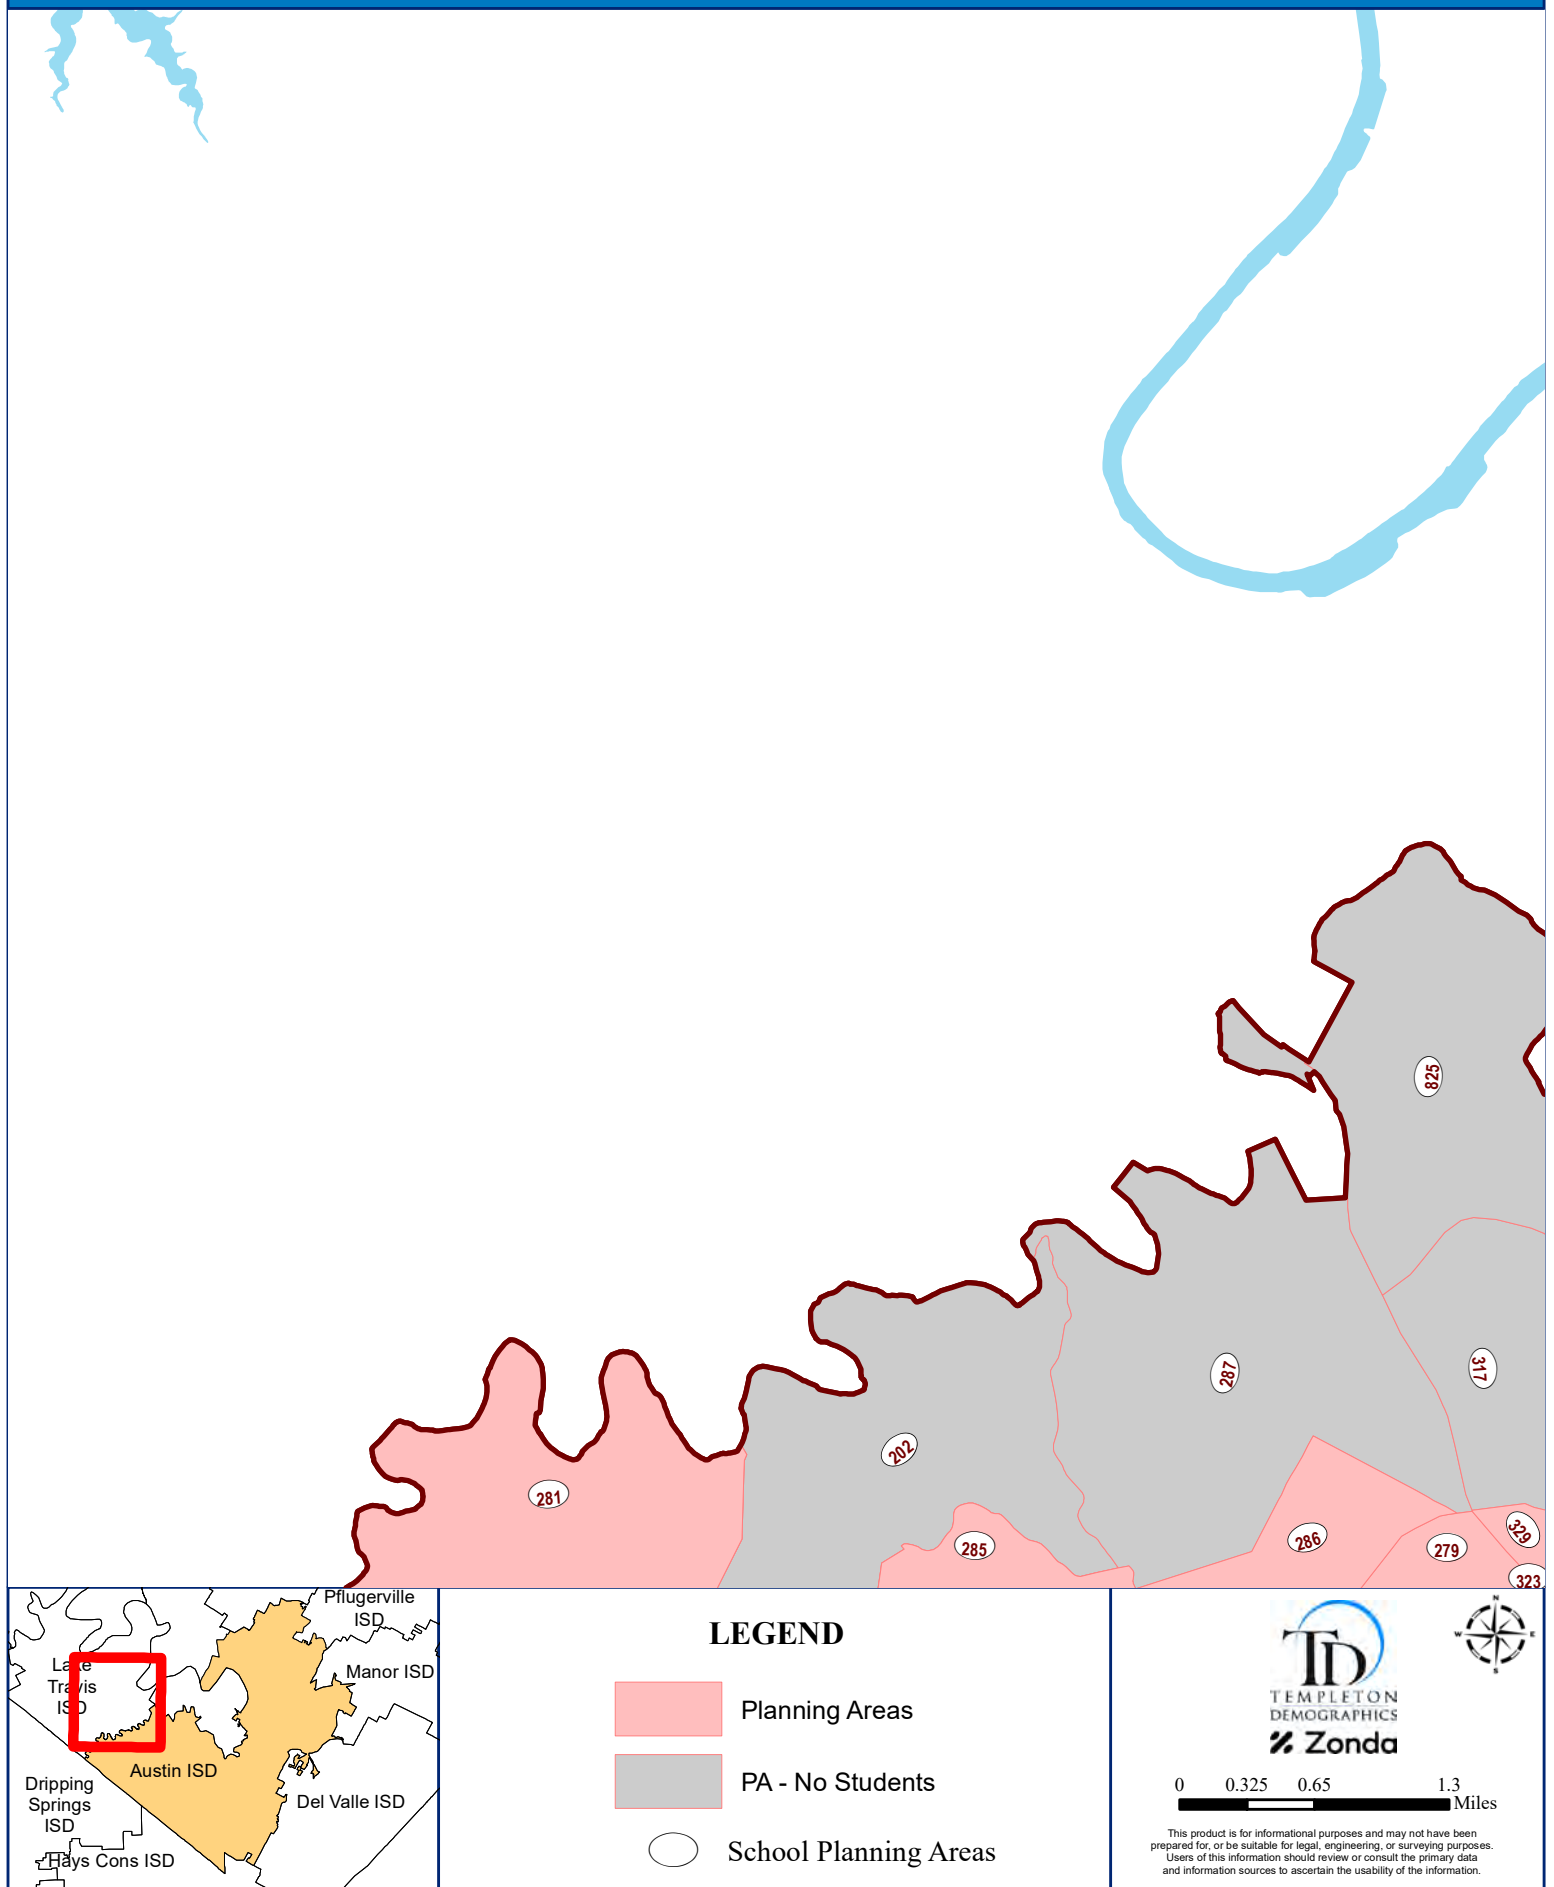 825
317
287
202
281
285
286
279
329
323
Pflugerville
ISD
Manor ISD
Lake
Travis
ISD
Austin ISD
Dripping
Springs
ISD
Del Valle ISD
Hays Cons ISD
LEGEND
Planning Areas
PA - No Students
School Planning Areas
N
W E
S
TD
TEMPLETON
DEMOGRAPHICS
Zonda
0 0.325 0.65 1.3
Miles
This product is for informational purposes and may not have been
prepared for, or be suitable for legal, engineering, or surveying purposes.
Users of this information should review or consult the primary data
and information sources to ascertain the usability of the information.